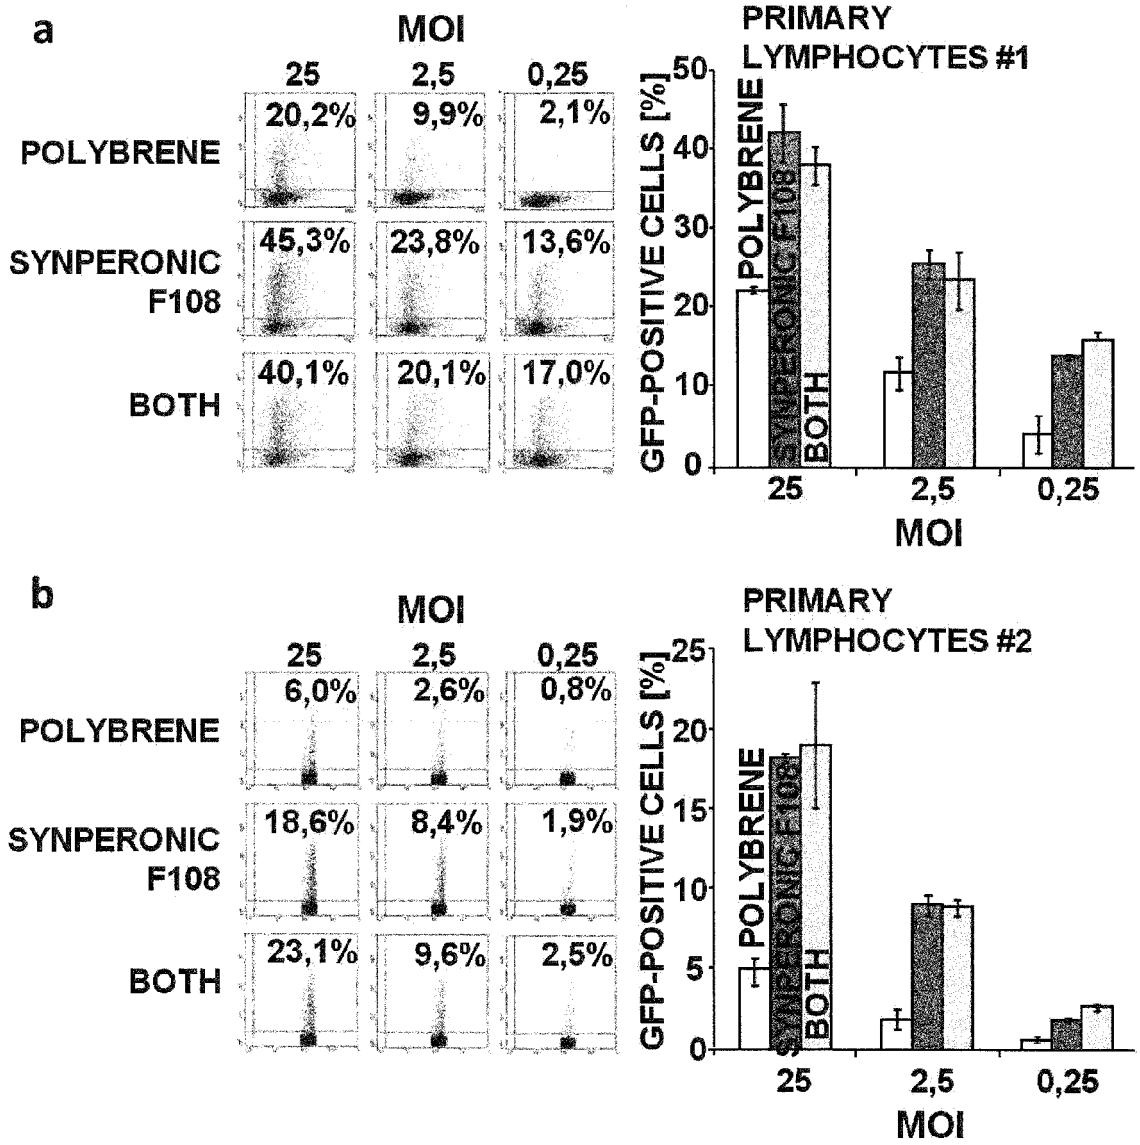 a
MOI
25 2,5 0,25
POLYBRENE
20,2% 9,9% 2,1%
SYNPERONIC
F108
45,3% 23,8% 13,6%
BOTH
40,1% 20,1% 17,0%
PRIMARY
LYMPHOCYTES #1
GFP-POSITIVE CELLS [%]
50
40
30
20
10
0
POLYBRENE
SYNPERONIC F108
BOTH
25 2,5 0,25
MOI
b
MOI
25 2,5 0,25
POLYBRENE
6,0% 2,6% 0,8%
SYNPERONIC
F108
18,6% 8,4% 1,9%
BOTH
23,1% 9,6% 2,5%
PRIMARY
LYMPHOCYTES #2
GFP-POSITIVE CELLS [%]
25
20
15
10
5
0
POLYBRENE
SYNPERONIC F108
BOTH
25 2,5 0,25
MOI